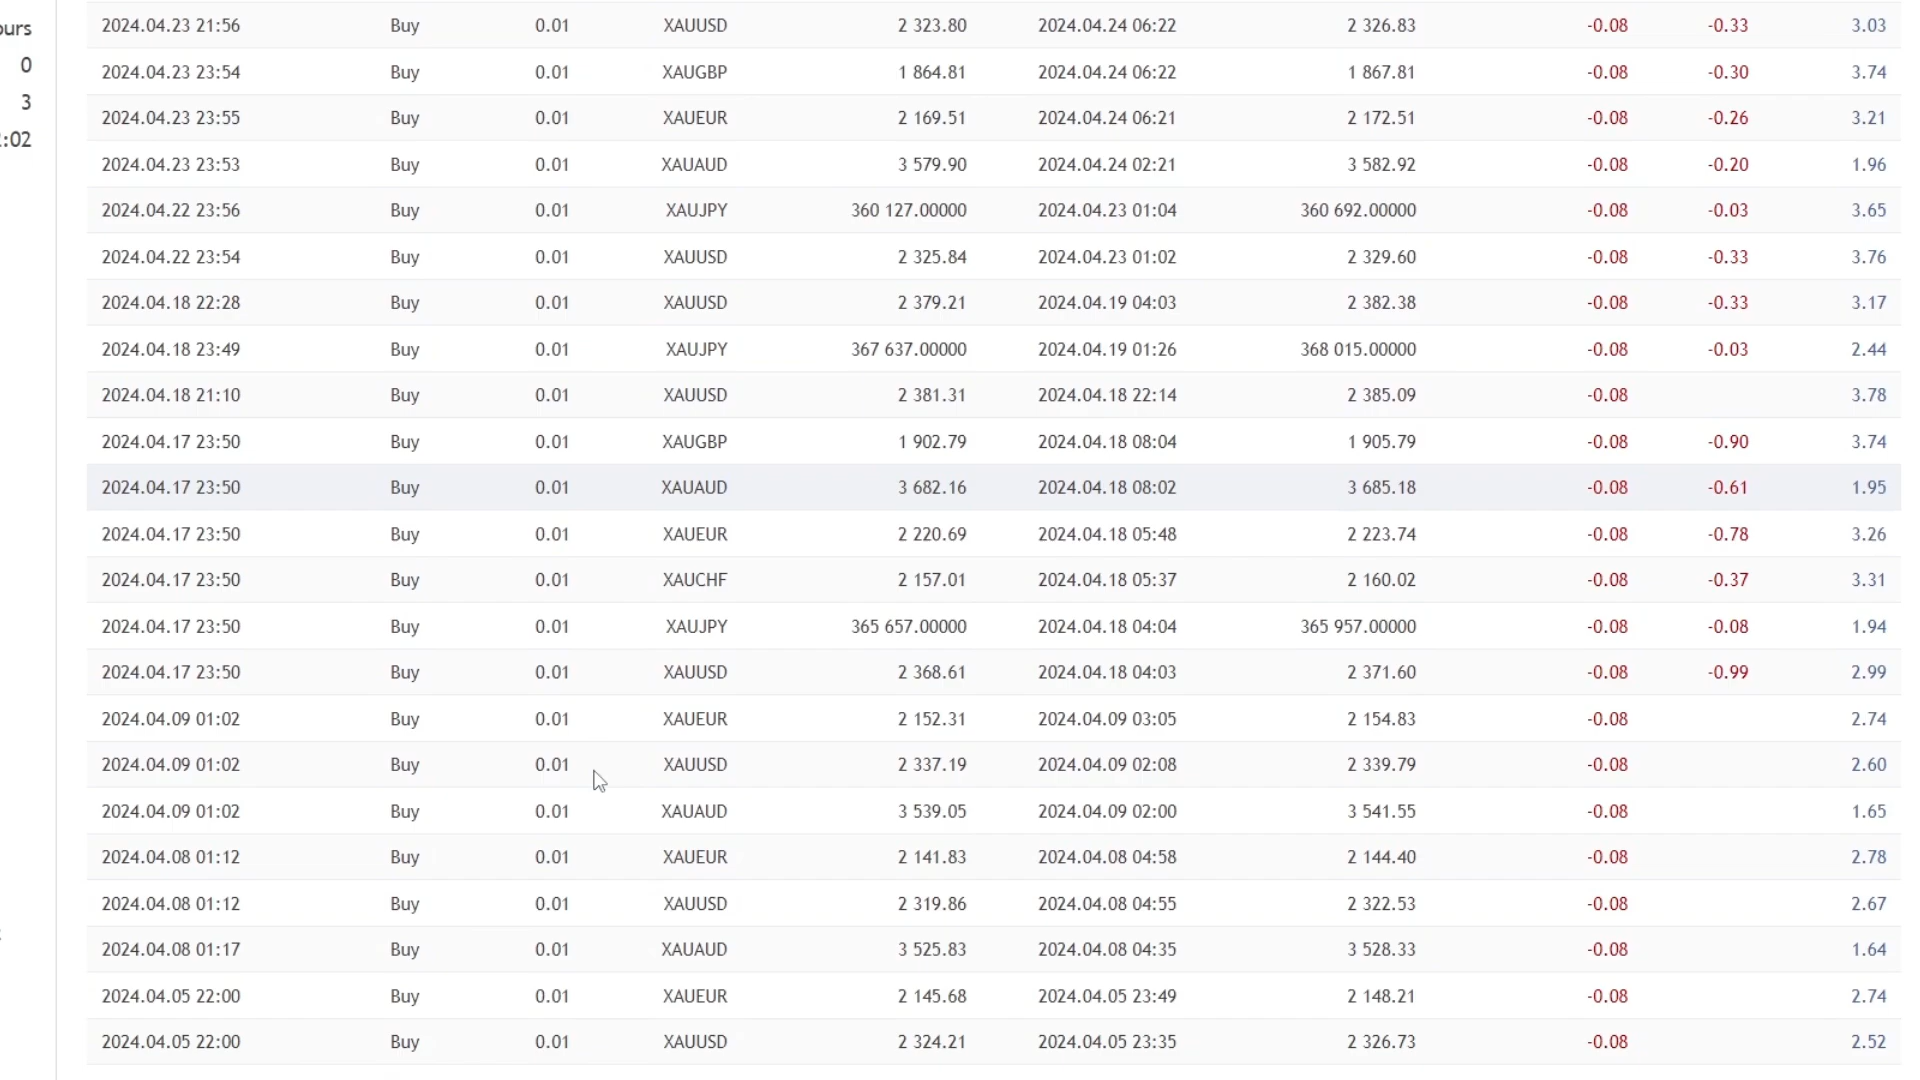 ours
0
3
:02
2024.04.23 21:56 Buy 0.01 XAUUSD 2 323.80 2024.04.24 06:22 2 326.83 -0.08 -0.33 3.03
2024.04.23 23:54 Buy 0.01 XAUGBP 1 864.81 2024.04.24 06:22 1 867.81 -0.08 -0.30 3.74
2024.04.23 23:55 Buy 0.01 XAUEUR 2 169.51 2024.04.24 06:21 2 172.51 -0.08 -0.26 3.21
2024.04.23 23:53 Buy 0.01 XAUAUD 3 579.90 2024.04.24 02:21 3 582.92 -0.08 -0.20 1.96
2024.04.22 23:56 Buy 0.01 XAUJPY 360 127.00000 2024.04.23 01:04 360 692.00000 -0.08 -0.03 3.65
2024.04.22 23:54 Buy 0.01 XAUUSD 2 325.84 2024.04.23 01:02 2 329.60 -0.08 -0.33 3.76
2024.04.18 22:28 Buy 0.01 XAUUSD 2 379.21 2024.04.19 04:03 2 382.38 -0.08 -0.33 3.17
2024.04.18 23:49 Buy 0.01 XAUJPY 367 637.00000 2024.04.19 01:26 368 015.00000 -0.08 -0.03 2.44
2024.04.18 21:10 Buy 0.01 XAUUSD 2 381.31 2024.04.18 22:14 2 385.09 -0.08 3.78
2024.04.17 23:50 Buy 0.01 XAUGBP 1 902.79 2024.04.18 08:04 1 905.79 -0.08 -0.90 3.74
2024.04.17 23:50 Buy 0.01 XAUAUD 3 682.16 2024.04.18 08:02 3 685.18 -0.08 -0.61 1.95
2024.04.17 23:50 Buy 0.01 XAUEUR 2 220.69 2024.04.18 05:48 2 223.74 -0.08 -0.78 3.26
2024.04.17 23:50 Buy 0.01 XAUCHF 2 157.01 2024.04.18 05:37 2 160.02 -0.08 -0.37 3.31
2024.04.17 23:50 Buy 0.01 XAUJPY 365 657.00000 2024.04.18 04:04 365 957.00000 -0.08 -0.08 1.94
2024.04.17 23:50 Buy 0.01 XAUUSD 2 368.61 2024.04.18 04:03 2 371.60 -0.08 -0.99 2.99
2024.04.09 01:02 Buy 0.01 XAUEUR 2 152.31 2024.04.09 03:05 2 154.83 -0.08 2.74
2024.04.09 01:02 Buy 0.01 XAUUSD 2 337.19 2024.04.09 02:08 2 339.79 -0.08 2.60
2024.04.09 01:02 Buy 0.01 XAUAUD 3 539.05 2024.04.09 02:00 3 541.55 -0.08 1.65
2024.04.08 01:12 Buy 0.01 XAUEUR 2 141.83 2024.04.08 04:58 2 144.40 -0.08 2.78
2024.04.08 01:12 Buy 0.01 XAUUSD 2 319.86 2024.04.08 04:55 2 322.53 -0.08 2.67
2024.04.08 01:17 Buy 0.01 XAUAUD 3 525.83 2024.04.08 04:35 3 528.33 -0.08 1.64
2024.04.05 22:00 Buy 0.01 XAUEUR 2 145.68 2024.04.05 23:49 2 148.21 -0.08 2.74
2024.04.05 22:00 Buy 0.01 XAUUSD 2 324.21 2024.04.05 23:35 2 326.73 -0.08 2.52